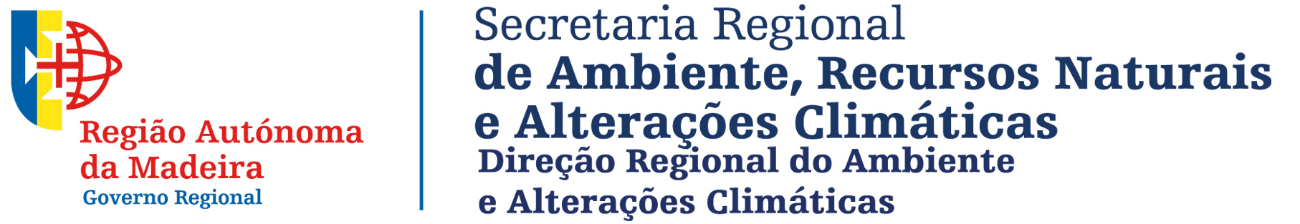 Região Autónoma
da Madeira
Governo Regional
Secretaria Regional
de Ambiente, Recursos Naturais
e Alterações Climáticas
Direção Regional do Ambiente
e Alterações Climáticas